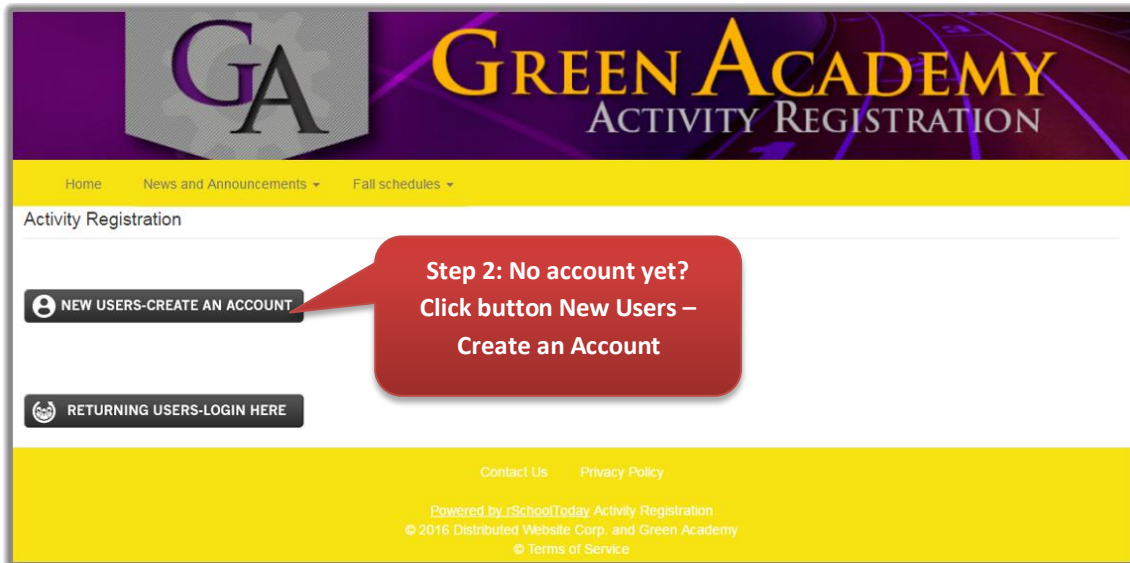 GA
GREEN ACADEMY
ACTIVITY REGISTRATION
Home News and Announcements Fall schedules
Activity Registration
Step 2: No account yet?
Click button New Users –
Create an Account
NEW USERS-CREATE AN ACCOUNT
RETURNING USERS-LOGIN HERE
Contact Us Privacy Policy
Powered by rSchoolToday Activity Registration
© 2016 Distributed Website Corp. and Green Academy
© Terms of Service